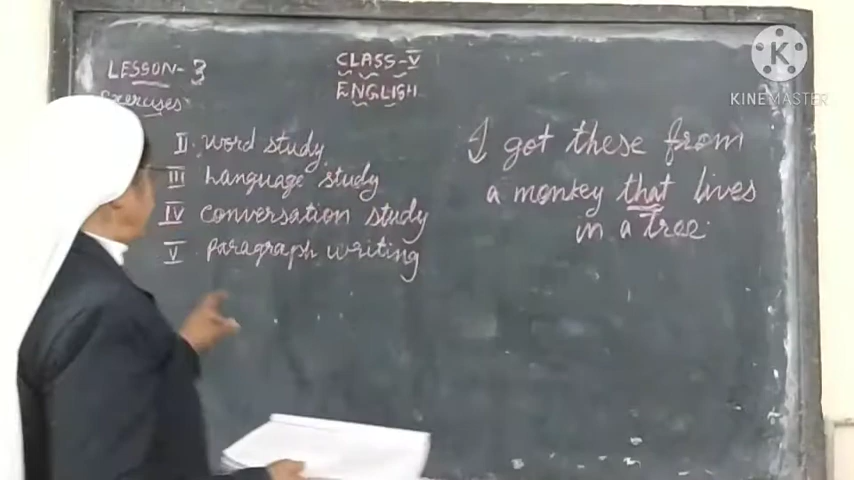 LESSON-3
Exercises
CLASS-V
ENGLISH
II. word study
III Language study
IV conversation study
V. paragraph writing
I got these from
a monkey that lives
in a tree.
K
KINEMASTER